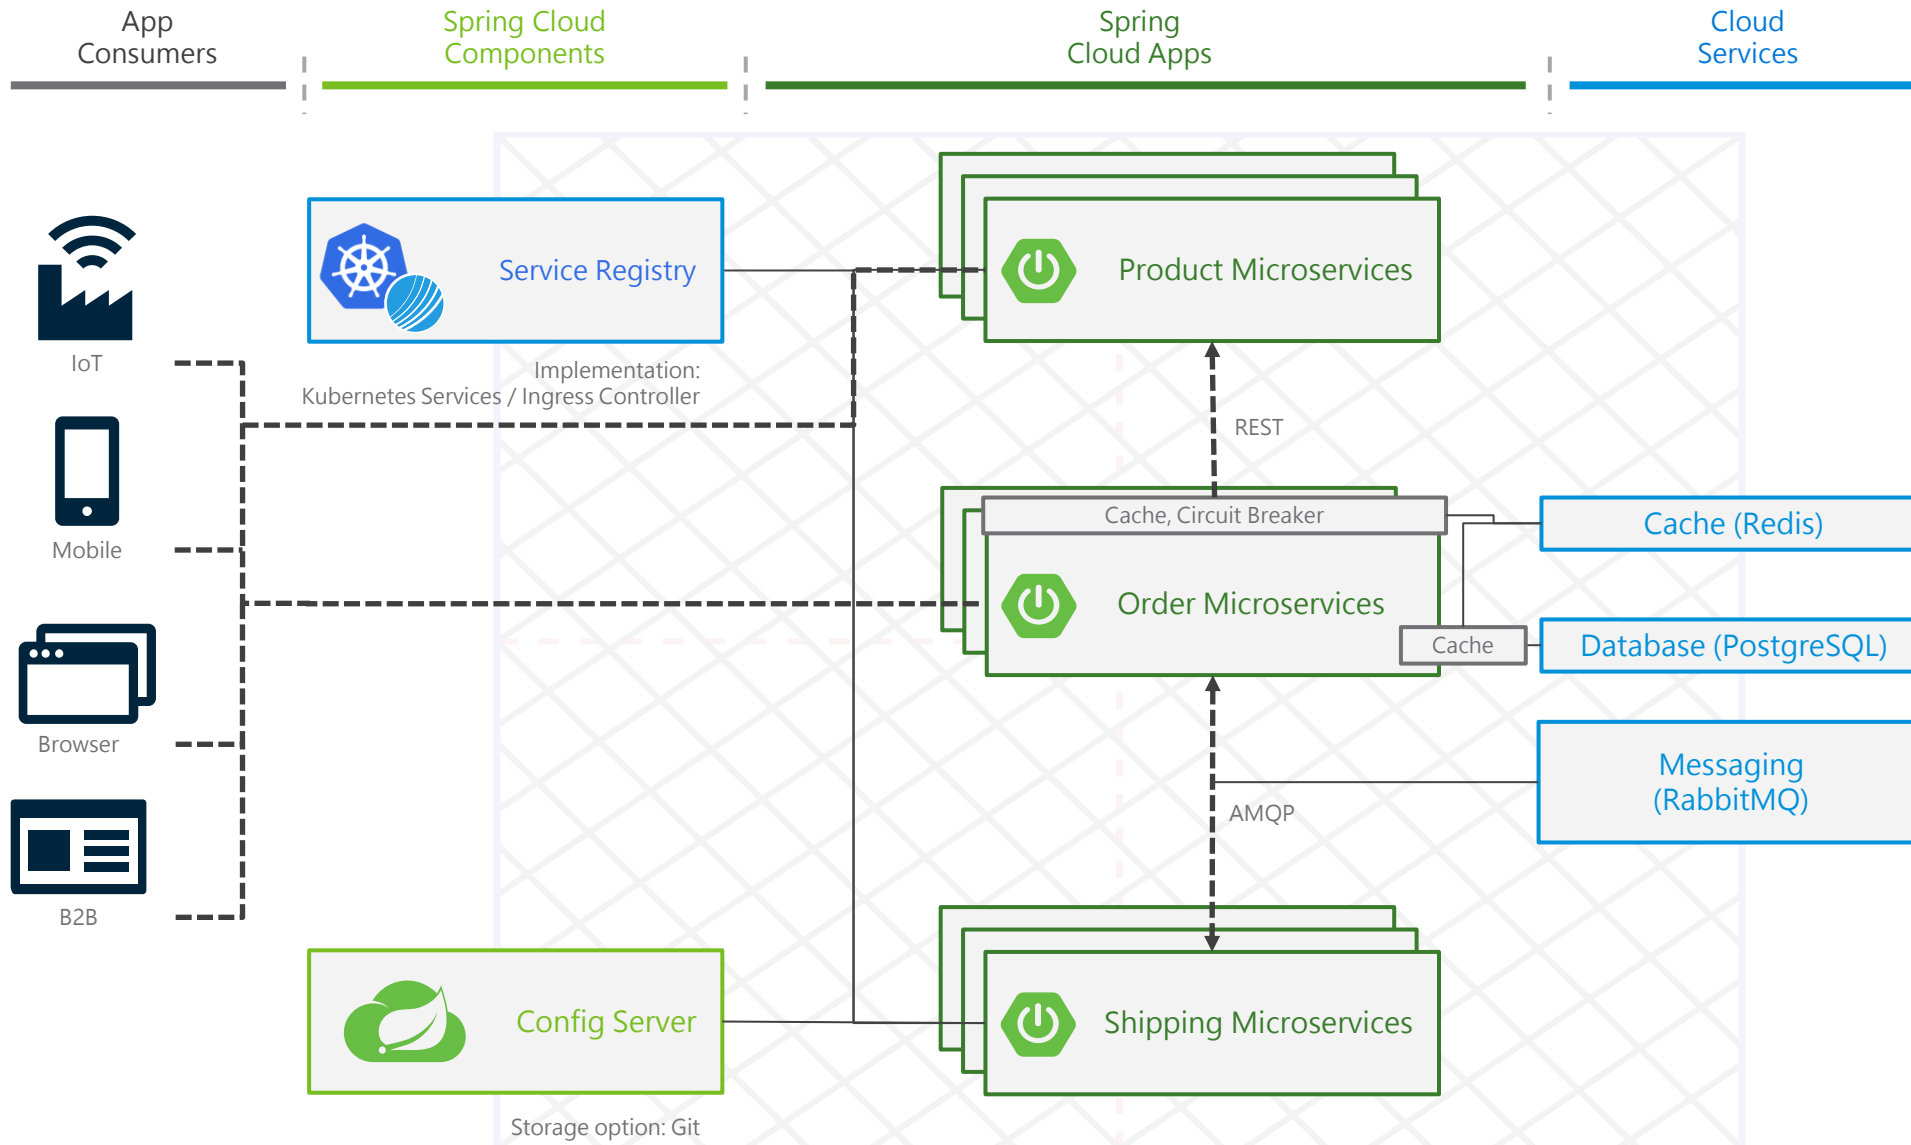 App
Consumers
Spring Cloud
Components
Spring
Cloud Apps
Cloud
Services
IoT
Mobile
Browser
B2B
Service Registry
Implementation:
Kubernetes Services / Ingress Controller
Config Server
Storage option: Git
Product Microservices
REST
Cache, Circuit Breaker
Order Microservices
Cache
AMQP
Shipping Microservices
Cache (Redis)
Database (PostgreSQL)
Messaging
(RabbitMQ)